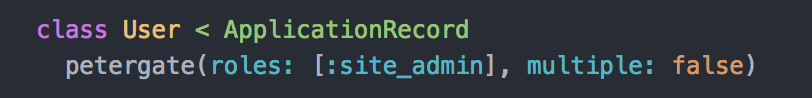 class User < ApplicationRecord
petergate(roles: [:site_admin], multiple: false)